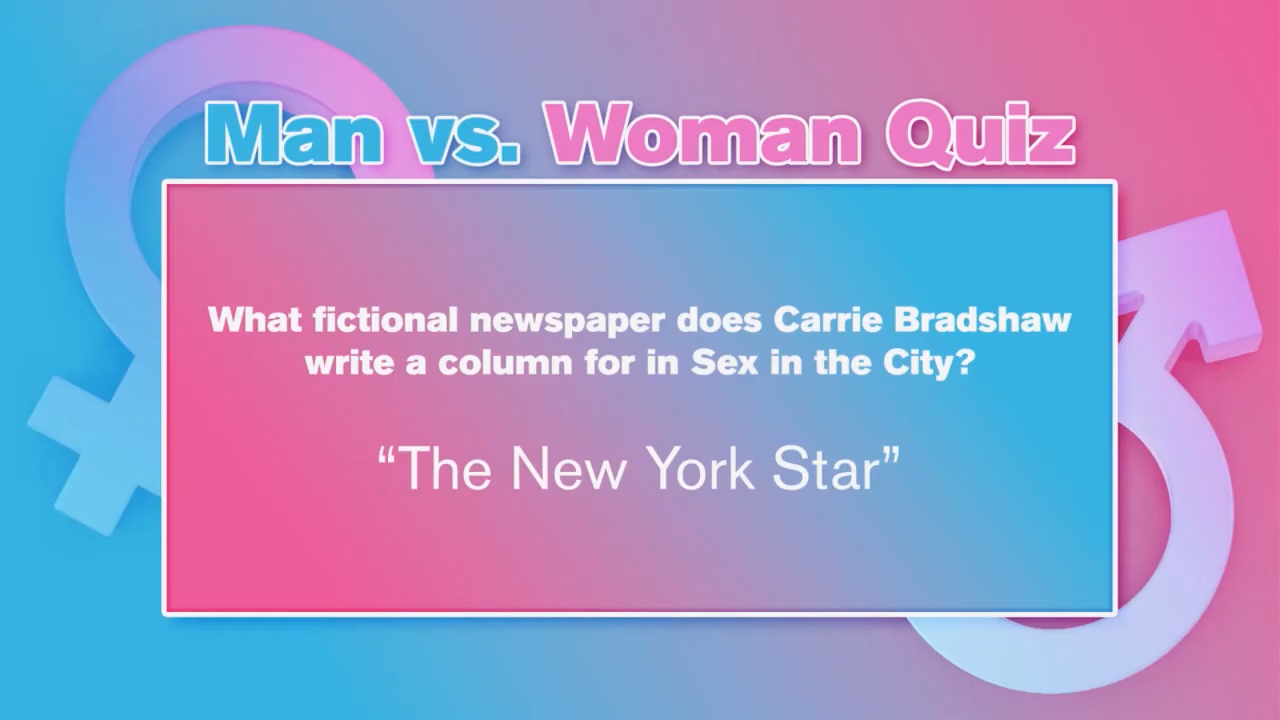 Man vs. Woman Quiz
What fictional newspaper does Carrie Bradshaw
write a column for in Sex in the City?
“The New York Star”